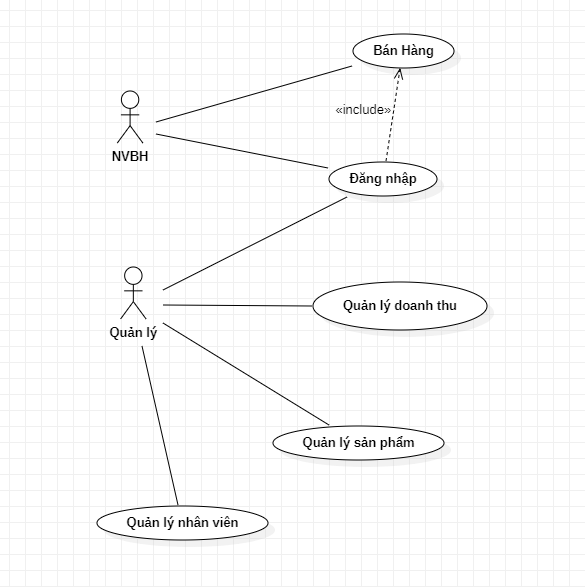 Bán Hàng
«include»
NVBH
Đăng nhập
Quản lý doanh thu
Quản lý
Quản lý sản phẩm
Quản lý nhân viên